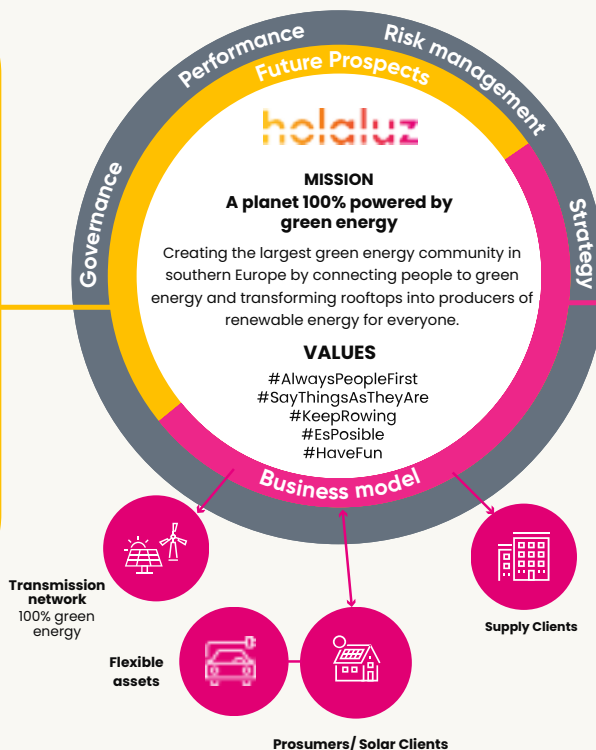 Performance
Risk management
Future Prospects
Governance
Strategy
holaluz
MISSION
A planet 100% powered by
green energy
Creating the largest green energy community in
southern Europe by connecting people to green
energy and transforming rooftops into producers of
renewable energy for everyone.
VALUES
#AlwaysPeopleFirst
#SayThingsAsTheyAre
#KeepRowing
#EsPosible
#HaveFun
Business model
Transmission
network
100% green
energy
Supply Clients
Flexible
assets
Prosumers/ Solar Clients